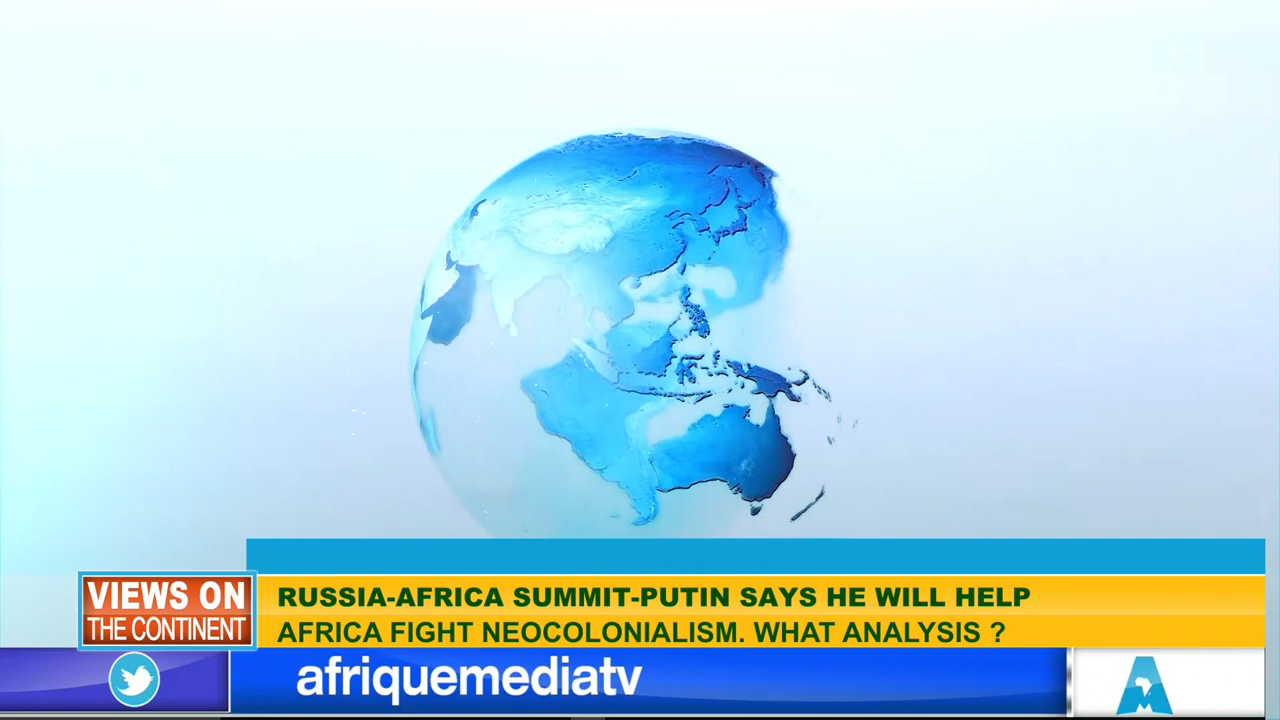 VIEWS ON
THE CONTINENT
RUSSIA-AFRICA SUMMIT-PUTIN SAYS HE WILL HELP
AFRICA FIGHT NEOCOLONIALISM. WHAT ANALYSIS ?
afriquemediatv